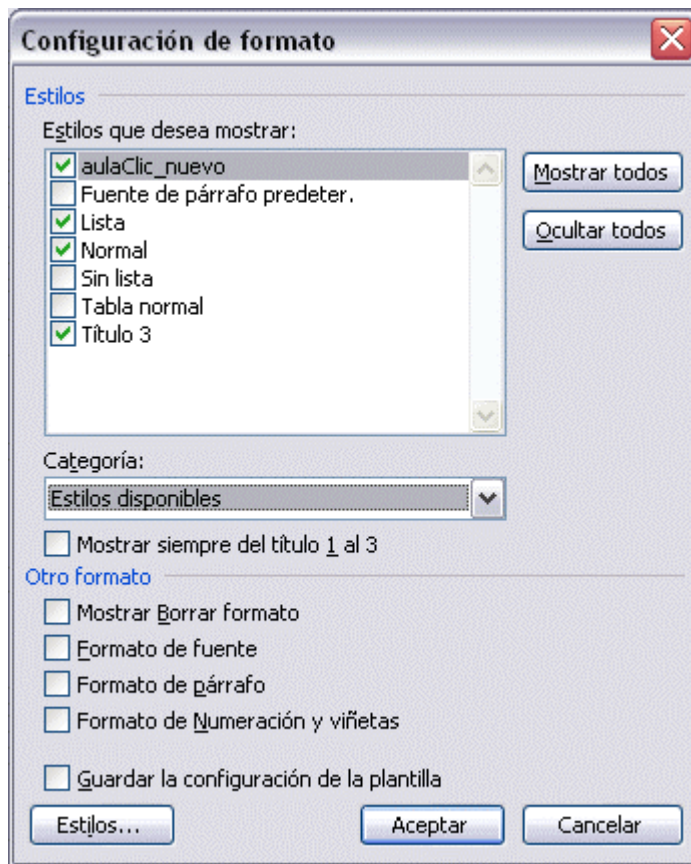 Configuración de formato
Estilos
Estilos que desea mostrar:
aulaClic_nuevo
Fuente de párrafo predeter.
Lista
Normal
Sin lista
Tabla normal
Título 3
Mostrar todos
Ocultar todos
Categoría:
Estilos disponibles
Mostrar siempre del título 1 al 3
Otro formato
Mostrar Borrar formato
Formato de fuente
Formato de párrafo
Formato de Numeración y viñetas
Guardar la configuración de la plantilla
Estilos...
Aceptar
Cancelar